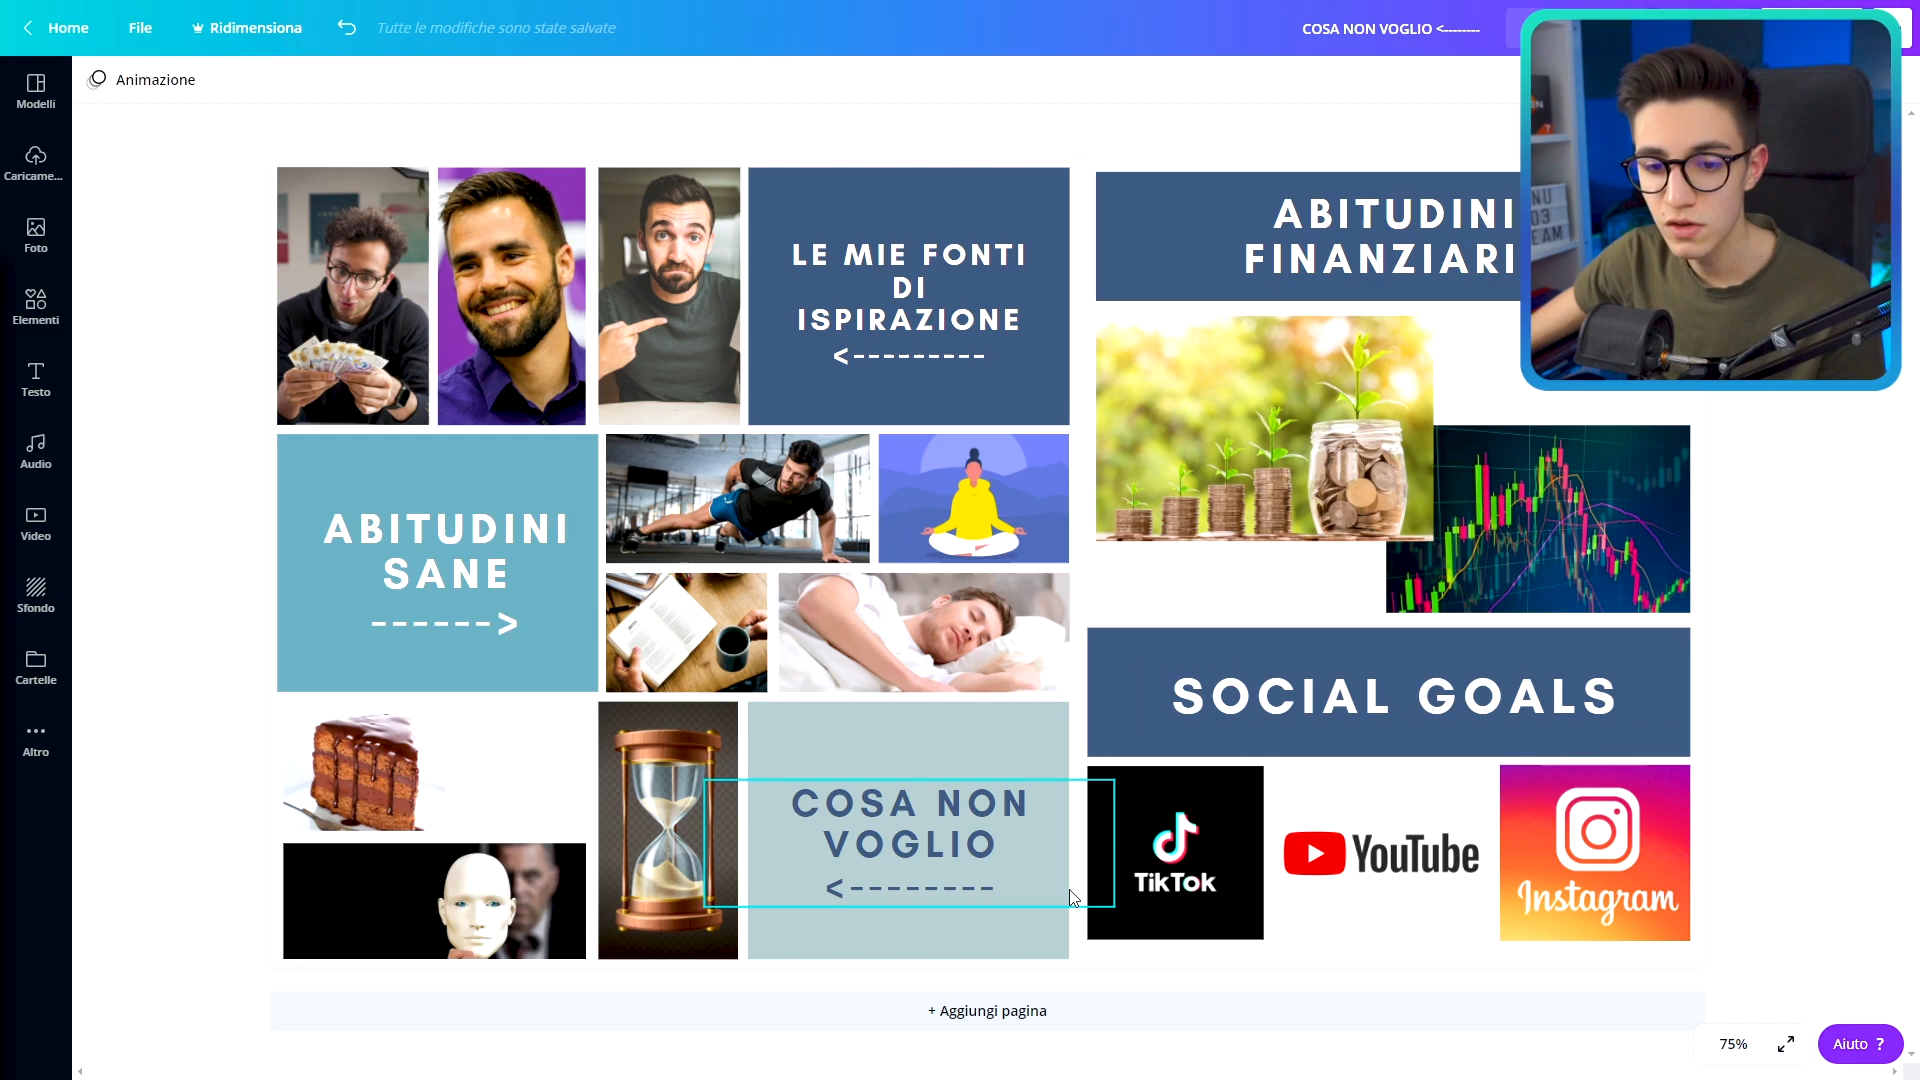 Home
File
Ridimensiona
Tutte le modifiche sono state salvate
COSA NON VOGLIO <--------
Animazione
Modelli
Caricame...
Foto
Elementi
Testo
Audio
Video
Sfondo
Cartelle
Altro
LE MIE FONTI
DI
ISPIRAZIONE
<---------
ABITUDINI
FINANZIARI
ABITUDINI
SANE
------>
SOCIAL GOALS
COSA NON
VOGLIO
<--------
TikTok
YouTube
Instagram
+ Aggiungi pagina
75%
Aiuto ?